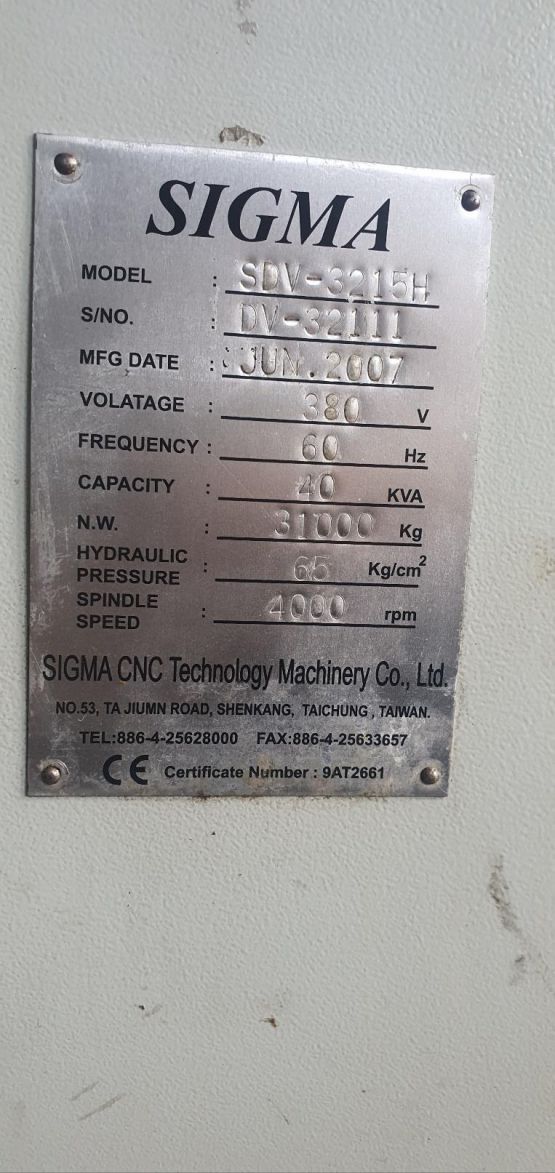 SIGMA
MODEL : SDV-3215H
S/NO. : DV-32111
MFG DATE : JUN.2007
VOLATAGE : 380 V
FREQUENCY : 60 Hz
CAPACITY : 40 KVA
N.W. : 31000 Kg
HYDRAULIC PRESSURE : 65 Kg/cm²
SPINDLE SPEED : 4000 rpm
SIGMA CNC Technology Machinery Co., Ltd.
NO.53, TA JIUMN ROAD, SHENKANG, TAICHUNG , TAIWAN.
TEL:886-4-25628000 FAX:886-4-25633657
CE Certificate Number : 9AT2661